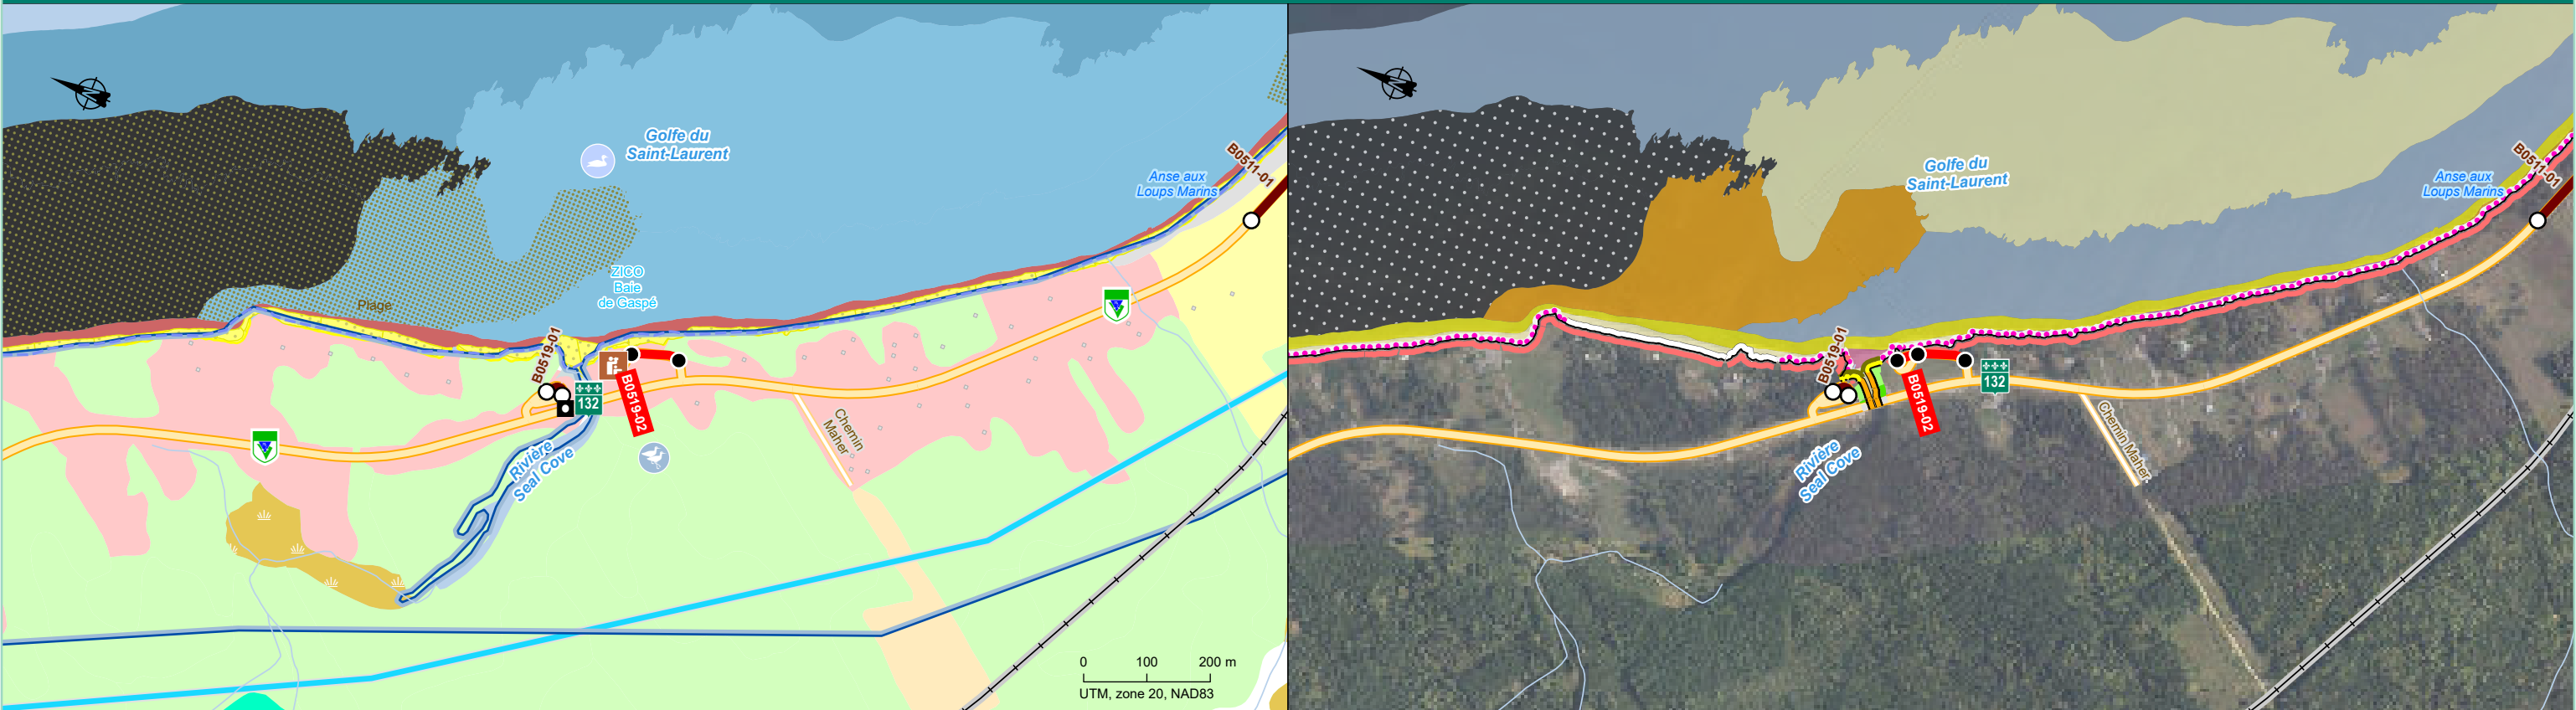 Golfe du
Saint-Laurent
Anse aux
Loups Marins
B0511-01
ZICO
Baie
de Gaspé
Plage
B0519-01
132
B0519-02
Rivière
Seal Cove
Chemin
Maher
0 100 200 m
UTM, zone 20, NAD83
Golfe du
Saint-Laurent
Anse aux
Loups Marins
B0511-01
B0519-01
B0519-02
132
Rivière
Seal Cove
Chemin Maher